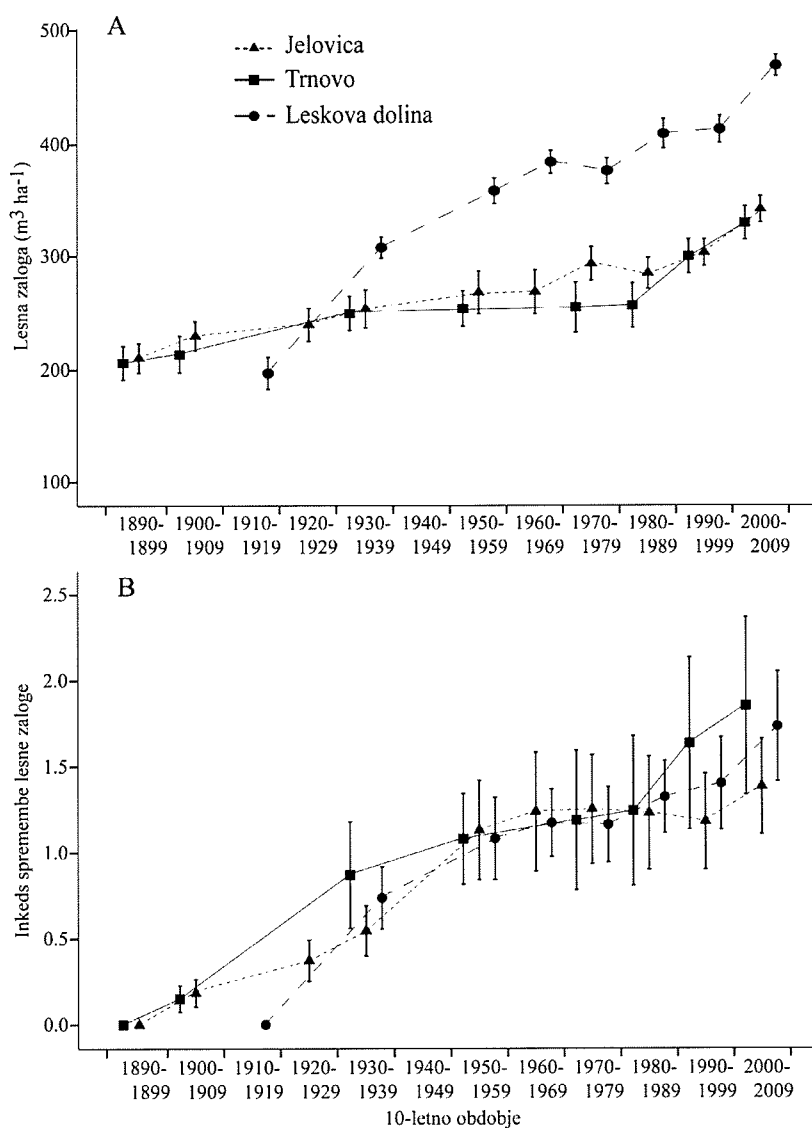 A
Jelovica
Trnovo
Leskova dolina
Lesna zaloga (m³ ha⁻¹)
500
400
300
200
100
1890- 1900- 1910- 1920- 1930- 1940- 1950- 1960- 1970- 1980- 1990- 2000-
1899 1909 1919 1929 1939 1949 1959 1969 1979 1989 1999 2009
B
Inkeds spremembe lesne zaloge
2.5
2.0
1.5
1.0
0.5
0.0
1890- 1900- 1910- 1920- 1930- 1940- 1950- 1960- 1970- 1980- 1990- 2000-
1899 1909 1919 1929 1939 1949 1959 1969 1979 1989 1999 2009
10-letno obdobje